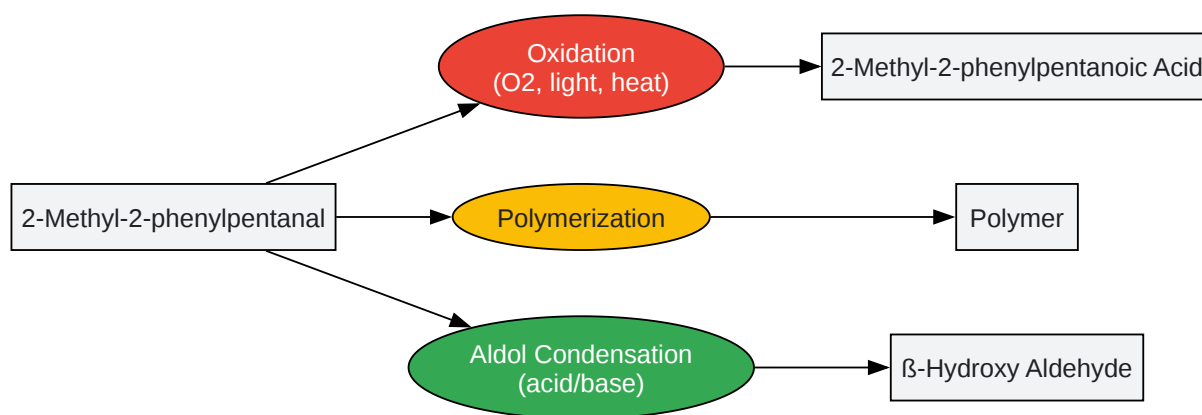 Oxidation
(O2, light, heat)
2-Methyl-2-phenylpentanoic Acid
2-Methyl-2-phenylpentanal
Polymerization
Polymer
Aldol Condensation
(acid/base)
ß-Hydroxy Aldehyde